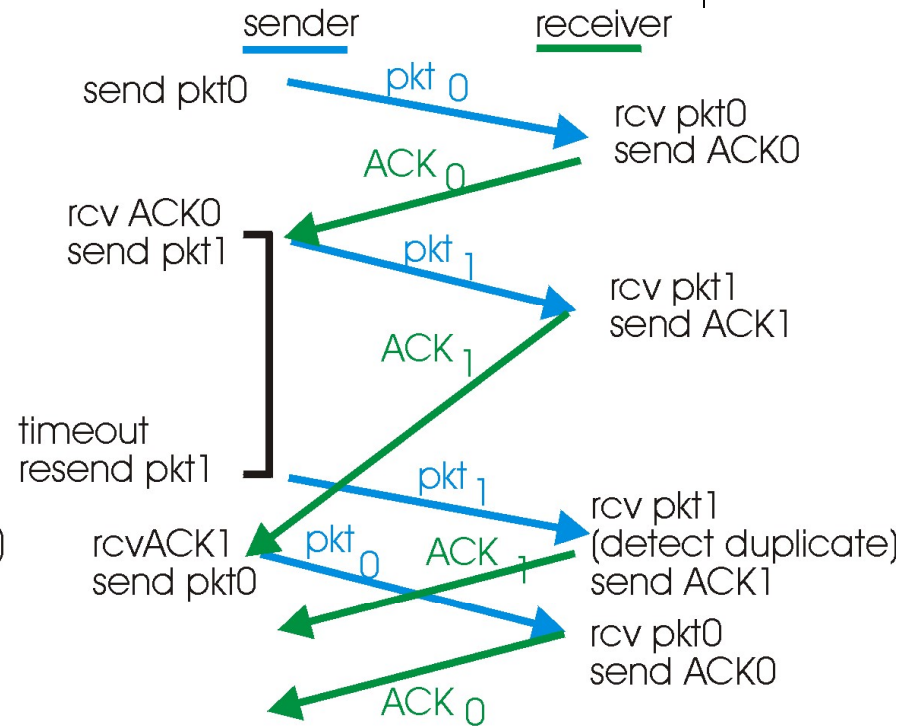 sender
receiver
send pkt0
pkt 0
rcv pkt0
send ACK0
ACK 0
rcv ACK0
send pkt1
pkt 1
rcv pkt1
send ACK1
ACK 1
timeout
resend pkt1
pkt 1
rcv pkt1
(detect duplicate)
send ACK1
)
rcvACK1
send pkt0
pkt 0
ACK 1
rcv pkt0
send ACK0
ACK 0